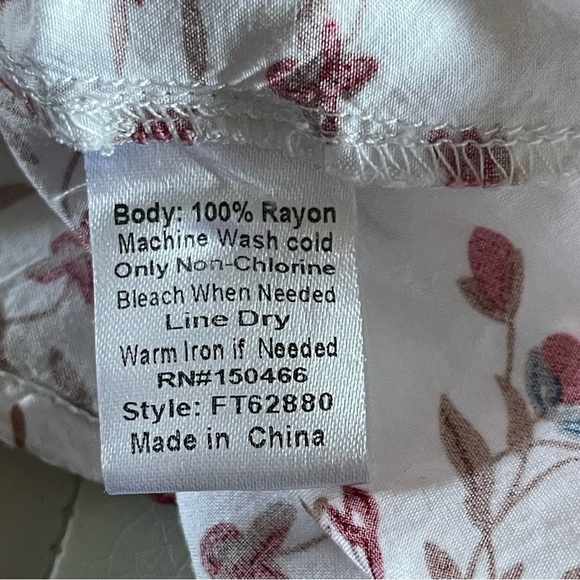 Body: 100% Rayon
Machine Wash cold
Only Non-Chlorine
Bleach When Needed
Line Dry
Warm Iron if Needed
RN#150466
Style: FT62880
Made in China